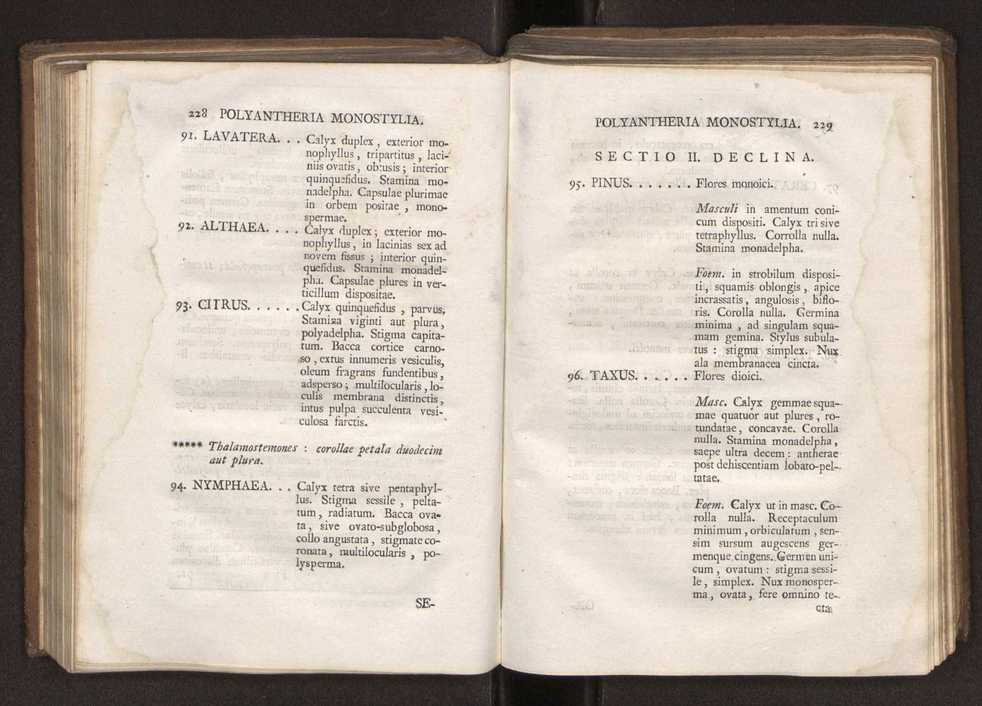 228 POLYANTHERIA MONOSTYLIA.
91. LAVATERA. . . Calyx duplex, exterior mo-
nophyllus, tripartitus, laci-
niis ovatis, obtusis; interior
quinquefidus. Stamina mo-
nadelpha. Capsulae plurimae
in orbem positae, mono-
spermae.
92. ALTHAEA. . . . Calyx duplex; exterior mo-
nophyllus, in lacinias sex ad
novem fissus; interior quin-
quefidus. Stamina monadel-
pha. Capsulae plures in ver-
ticillum dispositae.
93. CITRUS. . . . . . Calyx quinquefidus, parvus,
Stamina viginti aut plura,
polyadelpha. Stigma capita-
tum. Bacca cortice carno-
so, extus innumeris vesiculis,
oleum fragrans fundentibus,
adsperso; multilocularis, lo-
culis membrana distinctis,
intus pulpa succulenta vesi-
culosa farctis.
***** Thalamostemones : corollae petala duodecim
aut plura.
94. NYMPHAEA. . . Calyx tetra sive pentaphyl-
lus. Stigma sessile, pelta-
tum, radiatum. Bacca ova-
ta, sive ovato-subglobosa,
collo angustata, stigmate co-
ronata, multilocularis, po-
lysperma.
SE-
POLYANTHERIA MONOSTYLIA. 229
SECTIO II. DECLINA.
95. PINUS. . . . . . . Flores monoici.
Masculi in amentum coni-
cum dispositi. Calyx tri sive
tetraphyllus. Corrolla nulla.
Stamina monadelpha.
Foem. in strobilum disposi-
ti, squamis oblongis, apice
incrassatis, angulosis, biflo-
ris. Corolla nulla. Germina
minima, ad singulam squa-
mam gemina. Stylus subula-
tus : stigma simplex. Nux
ala membranacea cincta.
96. TAXUS. . . . . . Flores dioici.
Masc. Calyx gemmae squa-
mae quatuor aut plures, ro-
tundatae, concavae. Corolla
nulla. Stamina monadelpha,
saepe ultra decem : antherae
post dehiscentiam lobato-pel-
tatae.
Foem. Calyx ut in masc. Co-
rolla nulla. Receptaculum
minimum, orbiculatum, sen-
sim sursum augescens ger-
menque cingens. Germen uni-
cum, ovatum : stigma sessi-
le, simplex. Nux monosper-
ma, ovata, fere omnino te-
cta